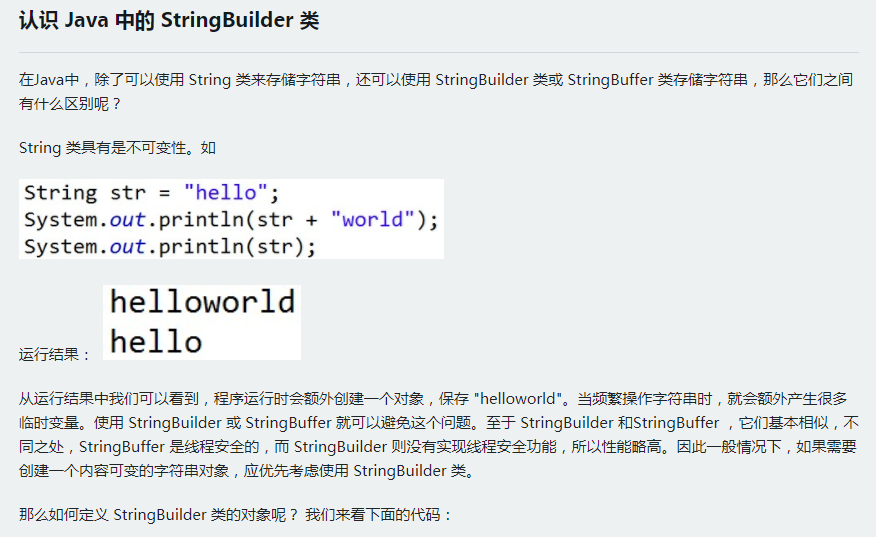 认识 Java 中的 StringBuilder 类
在Java中，除了可以使用 String 类来存储字符串，还可以使用 StringBuilder 类或 StringBuffer 类存储字符串，那么它们之间
有什么区别呢？
String 类具有是不可变性。如
String str = "hello";
System.out.println(str + "world");
System.out.println(str);
helloworld
hello
运行结果：
从运行结果中我们可以看到，程序运行时会额外创建一个对象，保存 "helloworld"。当频繁操作字符串时，就会额外产生很多
临时变量。使用 StringBuilder 或 StringBuffer 就可以避免这个问题。至于 StringBuilder 和StringBuffer ，它们基本相似，不
同之处，StringBuffer 是线程安全的，而 StringBuilder 则没有实现线程安全功能，所以性能略高。因此一般情况下，如果需要
创建一个内容可变的字符串对象，应优先考虑使用 StringBuilder 类。
那么如何定义 StringBuilder 类的对象呢？ 我们来看下面的代码：